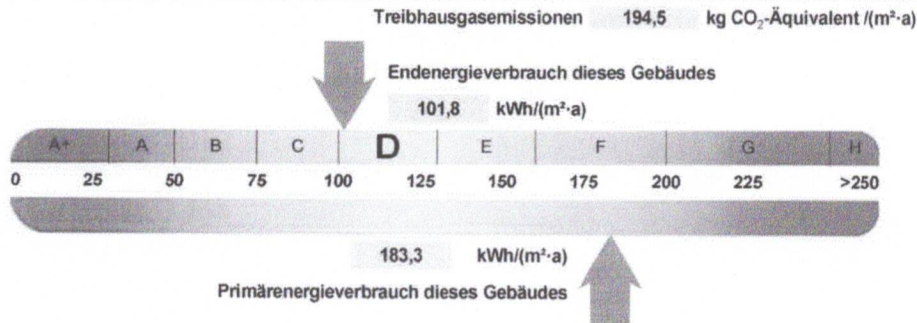 Treibhausgasemissionen 194,5 kg CO₂-Äquivalent /(m²·a)
Endenergieverbrauch dieses Gebäudes
101,8 kWh/(m²·a)
A+ A B C D E F G H
0 25 50 75 100 125 150 175 200 225 >250
183,3 kWh/(m²·a)
Primärenergieverbrauch dieses Gebäudes